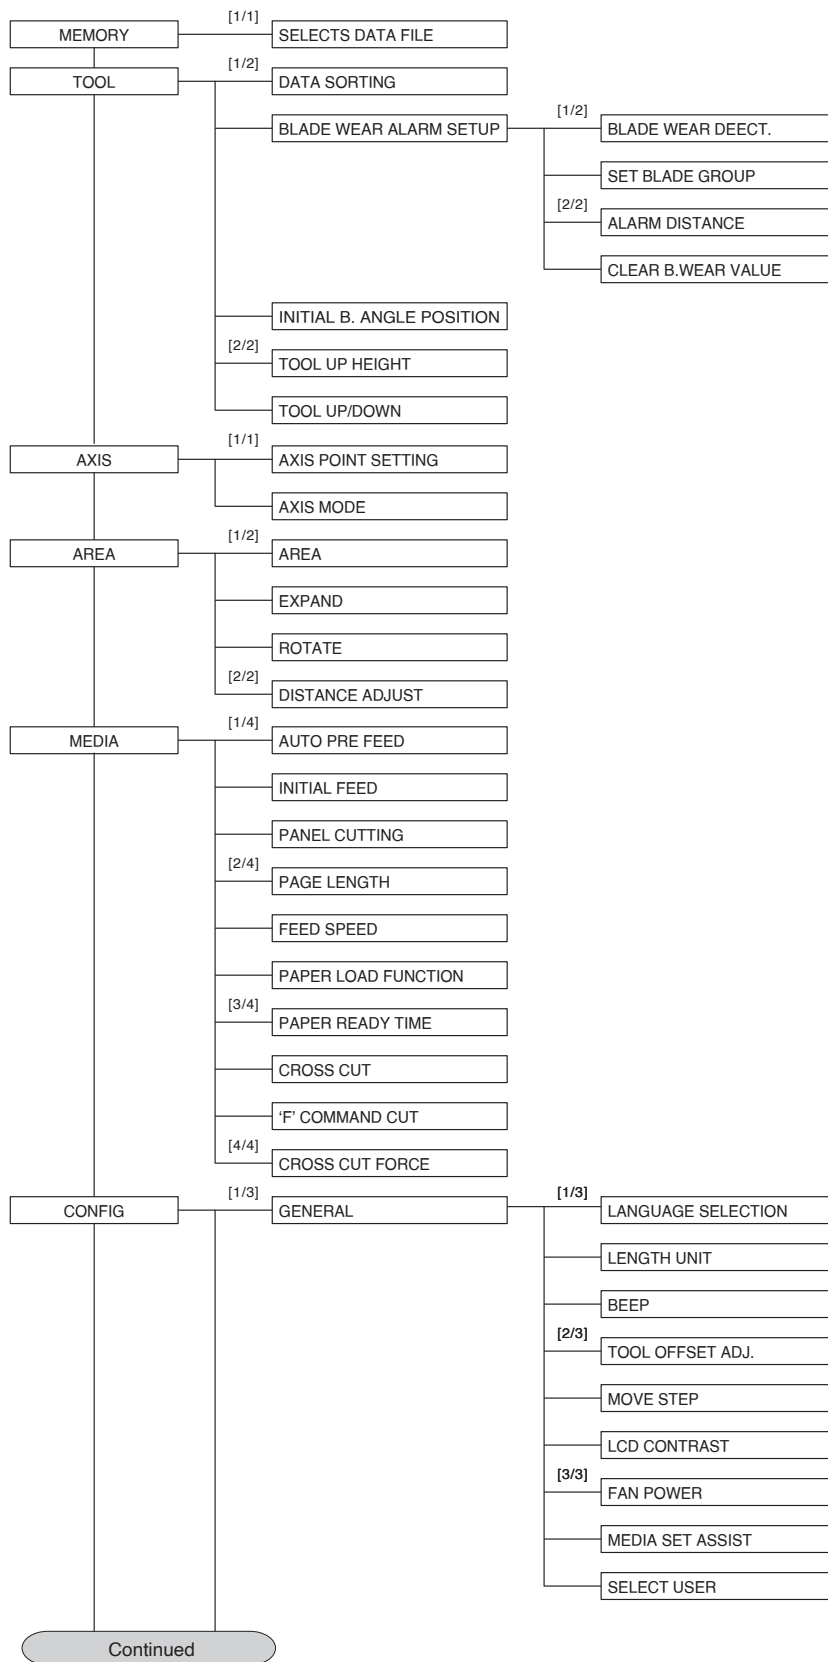 [1/1]
MEMORY
SELECTS DATA FILE
[1/2]
TOOL
DATA SORTING
BLADE WEAR ALARM SETUP
[1/2]
BLADE WEAR DEECT.
SET BLADE GROUP
[2/2]
ALARM DISTANCE
CLEAR B.WEAR VALUE
INITIAL B. ANGLE POSITION
[2/2]
TOOL UP HEIGHT
TOOL UP/DOWN
[1/1]
AXIS
AXIS POINT SETTING
AXIS MODE
[1/2]
AREA
AREA
EXPAND
ROTATE
[2/2]
DISTANCE ADJUST
[1/4]
MEDIA
AUTO PRE FEED
INITIAL FEED
PANEL CUTTING
[2/4]
PAGE LENGTH
FEED SPEED
PAPER LOAD FUNCTION
[3/4]
PAPER READY TIME
CROSS CUT
‘F’ COMMAND CUT
[4/4]
CROSS CUT FORCE
[1/3]
CONFIG
GENERAL
[1/3]
LANGUAGE SELECTION
LENGTH UNIT
BEEP
[2/3]
TOOL OFFSET ADJ.
MOVE STEP
LCD CONTRAST
[3/3]
FAN POWER
MEDIA SET ASSIST
SELECT USER
Continued